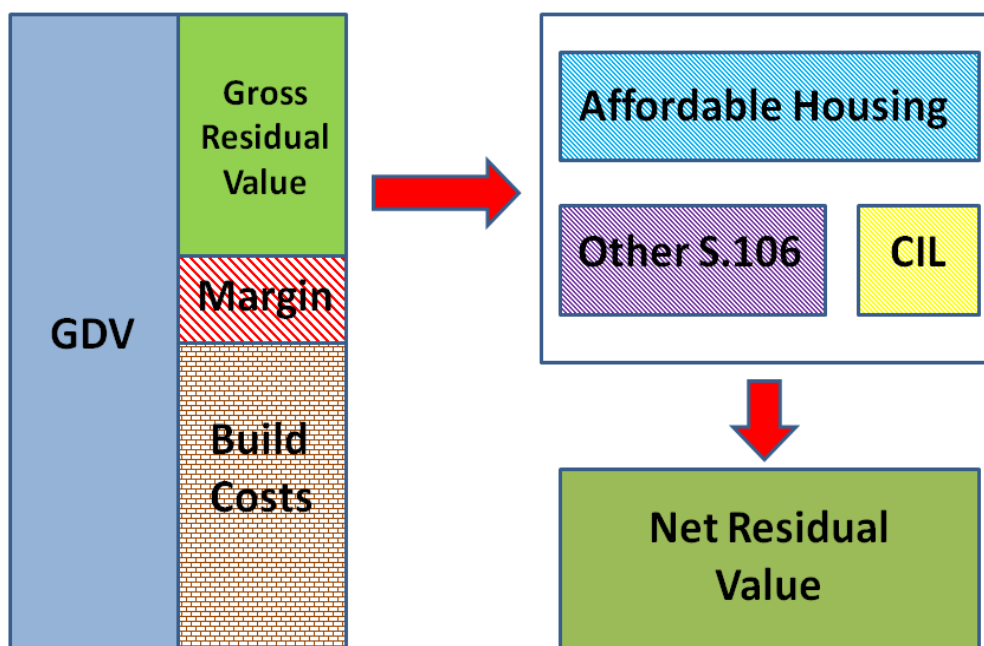 GDV
Gross
Residual
Value
Margin
Build
Costs
Affordable Housing
Other S.106
CIL
Net Residual
Value